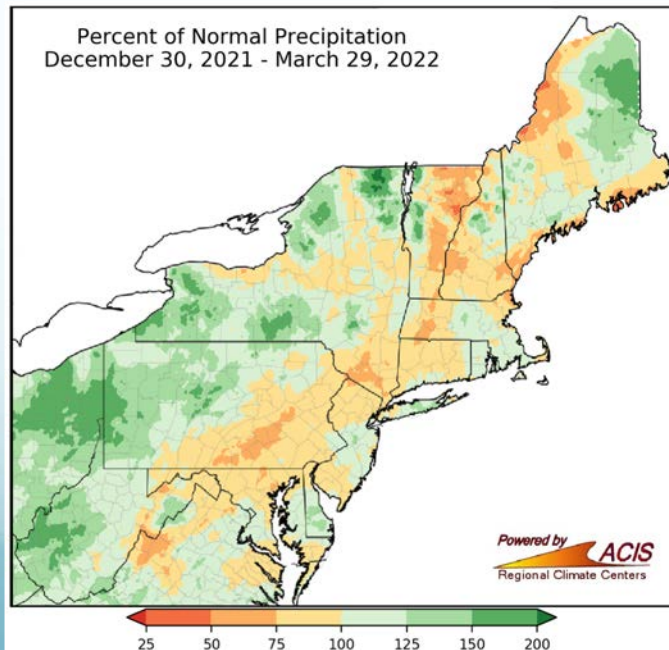 Percent of Normal Precipitation
December 30, 2021 - March 29, 2022
Powered by
ACIS
Regional Climate Centers
25 50 75 100 125 150 200